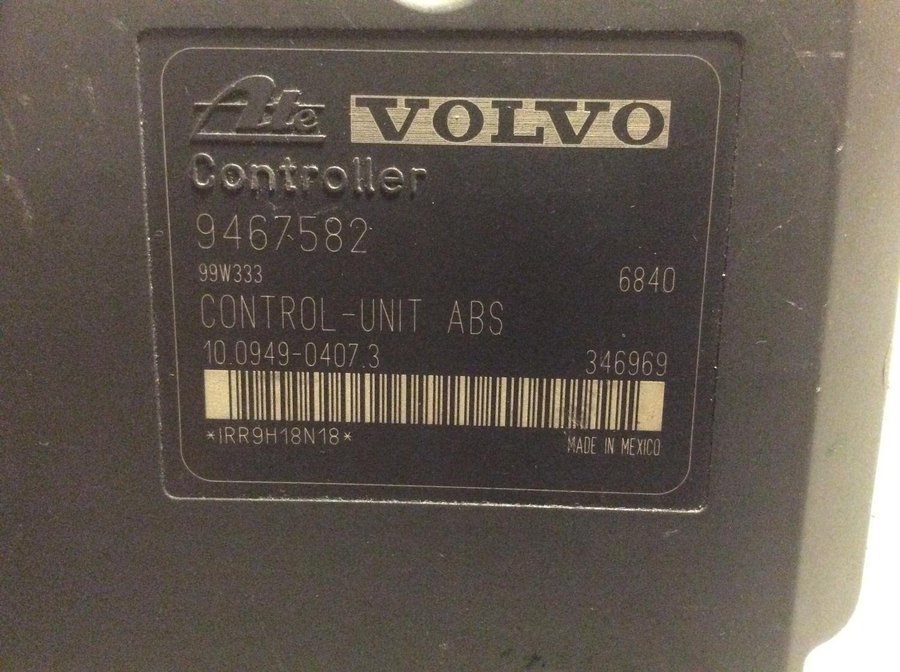 Ate VOLVO
Controller
9467582
99W333 6840
CONTROL-UNIT ABS
10.0949-0407.3 346969
*IRR9H18N18*
MADE IN MEXICO